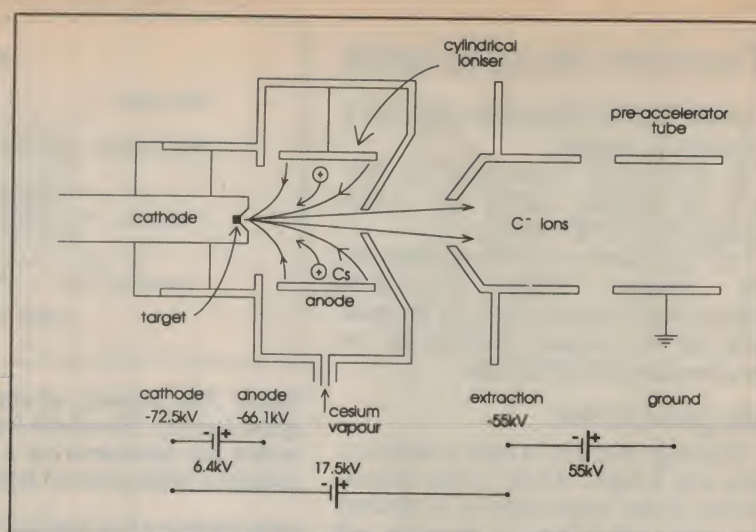 cylindrical
ioniser
pre-accelerator
tube
+
cathode
C⁻ ions
+ Cs
anode
target
cathode
-72.5kV
anode
-66.1kV
cesium
vapour
extraction
-55kV
ground
- +
6.4kV
- +
17.5kV
- +
55kV